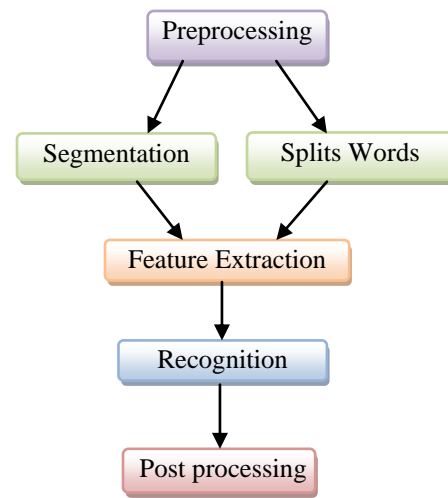 Preprocessing
Segmentation
Splits Words
Feature Extraction
Recognition
Post processing